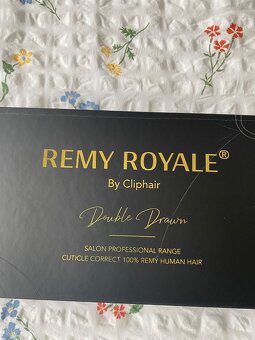 REMY ROYALE®
By Cliphair
Double Drawn
SALON PROFESSIONAL RANGE
CUTICLE CORRECT 100% REMY HUMAN HAIR